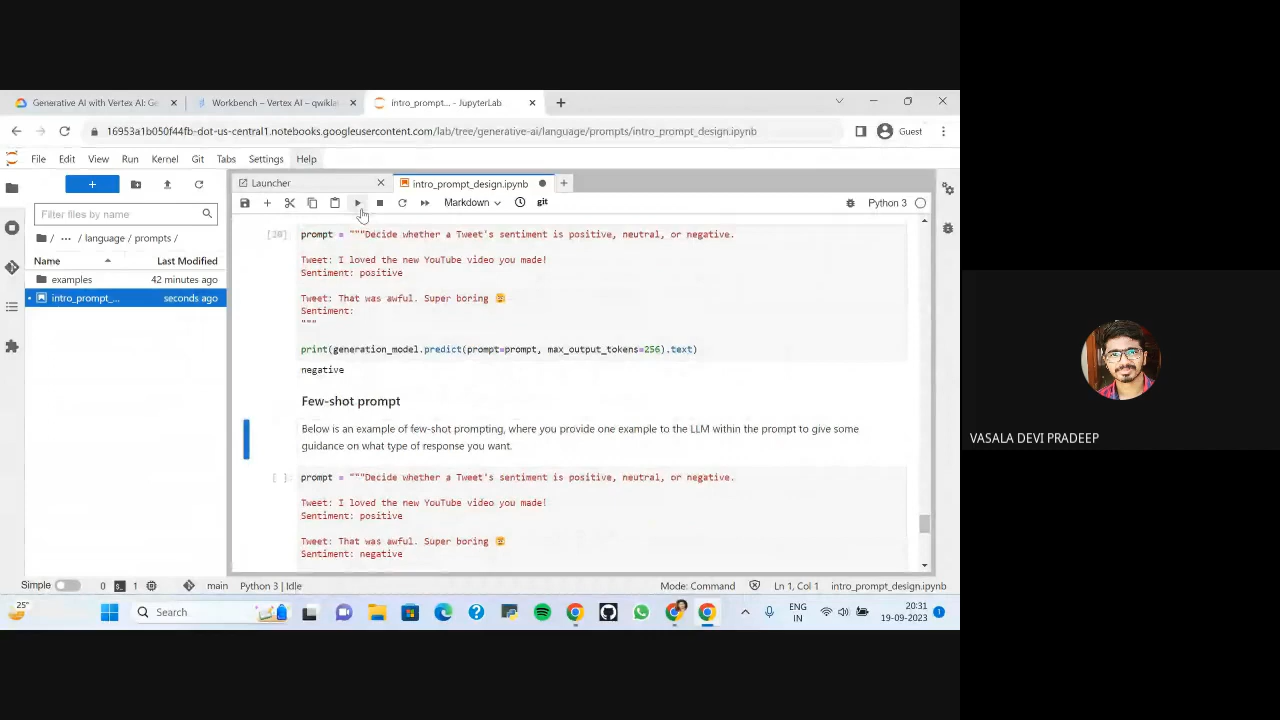 Generative AI with Vertex AI: Ge
Workbench – Vertex AI – qwikla
intro_prompt... - JupyterLab
16953a1b050f44fb-dot-us-central1.notebooks.googleusercontent.com/lab/tree/generative-ai/language/prompts/intro_prompt_design.ipynb
Guest
File Edit View Run Kernel Git Tabs Settings Help
Launcher
intro_prompt_design.ipynb
Markdown
git
Python 3
Filter files by name
/ ... / language / prompts /
Name Last Modified
examples 42 minutes ago
intro_prompt_... seconds ago
[20] prompt = """Decide whether a Tweet's sentiment is positive, neutral, or negative.
Tweet: I loved the new YouTube video you made!
Sentiment: positive
Tweet: That was awful. Super boring 😠
Sentiment:
"""
print(generation_model.predict(prompt=prompt, max_output_tokens=256).text)
negative
Few-shot prompt
Below is an example of few-shot prompting, where you provide one example to the LLM within the prompt to give some
guidance on what type of response you want.
[ ] prompt = """Decide whether a Tweet's sentiment is positive, neutral, or negative.
Tweet: I loved the new YouTube video you made!
Sentiment: positive
Tweet: That was awful. Super boring 😠
Sentiment: negative
Simple 0 1 main Python 3 | Idle Mode: Command Ln 1, Col 1 intro_prompt_design.ipynb
25°
Search
ENG
IN
20:31
19-09-2023
1
VASALA DEVI PRADEEP